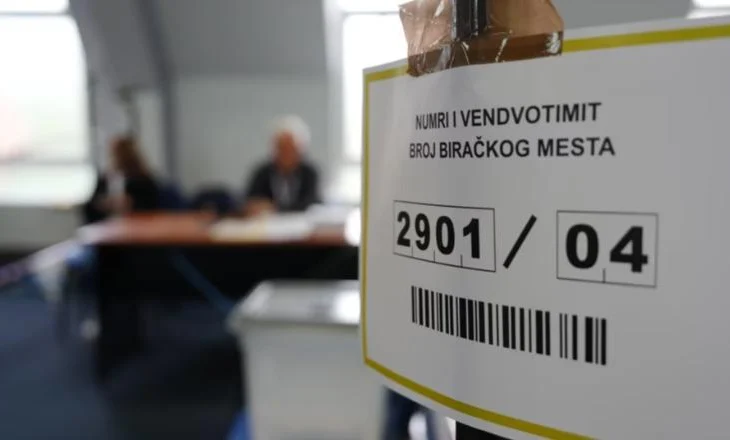 NUMRI I VENDVOTIMIT
BROJ BIRAČKOG MESTA
2901 / 04